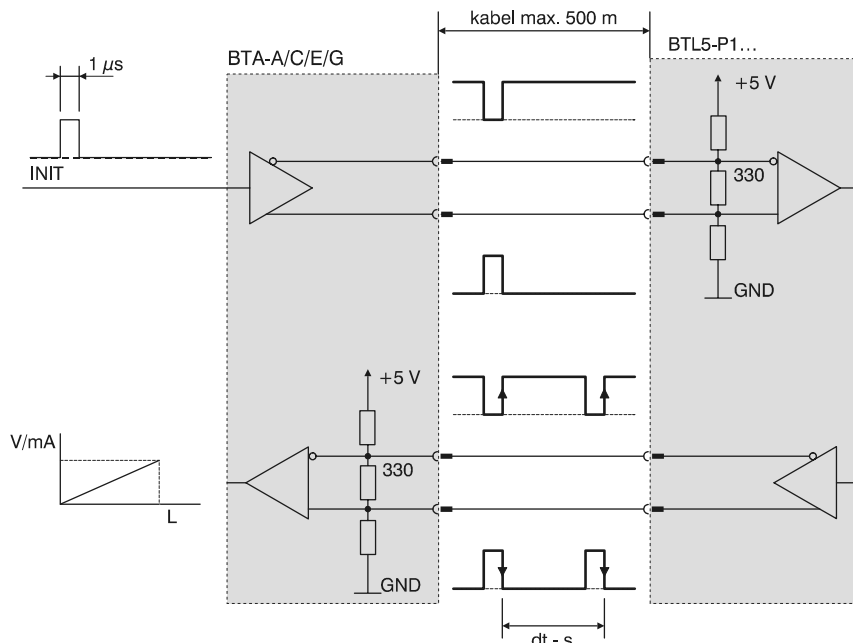 kabel max. 500 m
BTA-A/C/E/G
BTL5-P1...
1 µs
+5 V
INIT
330
GND
+5 V
V/mA
330
L
GND
dt - s